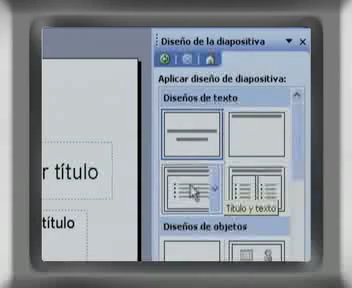 Diseño de la diapositiva
Aplicar diseño de diapositiva:
Diseños de texto
r título
título
Título y texto
Diseños de objetos